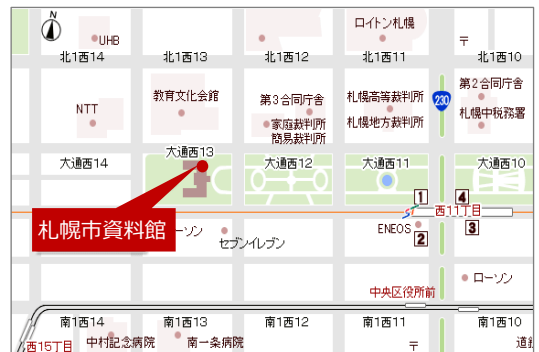 N
ロイトン札幌
UHB
〒
北1西14
北1西13
北1西12
北1西11
北1西10
第2合同庁舎
教育文化会館
第3合同庁舎
札幌高等裁判所
230
NTT
札幌中税務署
家庭裁判所
簡易裁判所
札幌地方裁判所
大通西14
大通西13
大通西12
大通西11
大通西10
1
4
西11丁目
札幌市資料館
ーソン
セブンイレブン
ENEOS
2
3
ローソン
中央区役所前
南1西14
南1西13
南1西12
南1西11
南1西10
西15丁目
中村記念病院
南一条病院
〒